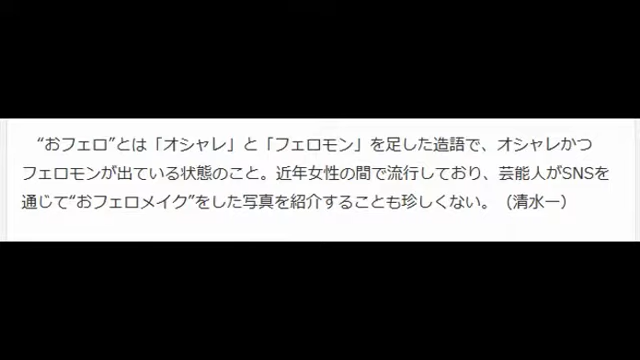 “おフェロ”とは「オシャレ」と「フェロモン」を足した造語で、オシャレかつ
フェロモンが出ている状態のこと。近年女性の間で流行しており、芸能人がSNSを
通じて“おフェロメイク”をした写真を紹介することも珍しくない。（清水一）